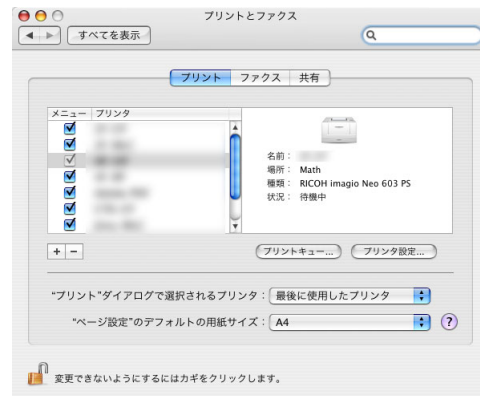 プリントとファクス
すべてを表示
プリント ファクス 共有
メニュー プリンタ
名前：
場所： Math
種類： RICOH imagio Neo 603 PS
状況： 待機中
+ −
プリントキュー... プリンタ設定...
“プリント”ダイアログで選択されるプリンタ： 最後に使用したプリンタ
“ページ設定”のデフォルトの用紙サイズ： A4 ?
変更できないようにするにはカギをクリックします。